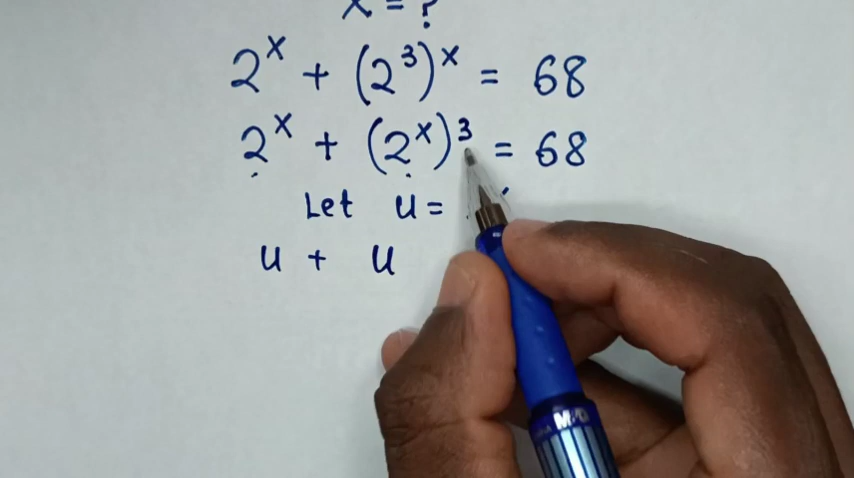 x = ?
2^x + (2^3)^x = 68
2^x + (2^x)^3 = 68
Let u =
u + u
M&G